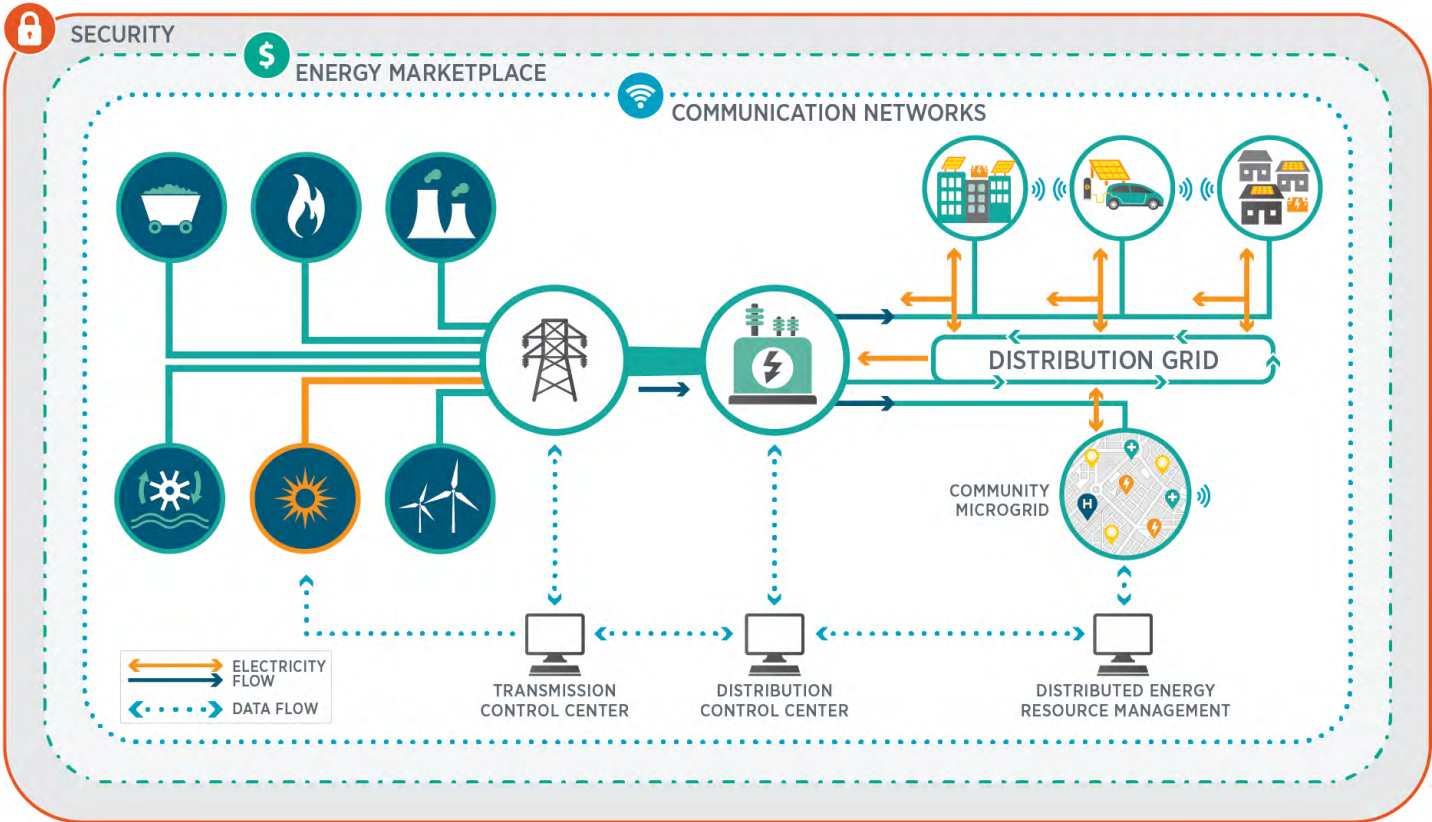 SECURITY
$
ENERGY MARKETPLACE
COMMUNICATION NETWORKS
DISTRIBUTION GRID
COMMUNITY
MICROGRID
H
ELECTRICITY
FLOW
DATA FLOW
TRANSMISSION
CONTROL CENTER
DISTRIBUTION
CONTROL CENTER
DISTRIBUTED ENERGY
RESOURCE MANAGEMENT